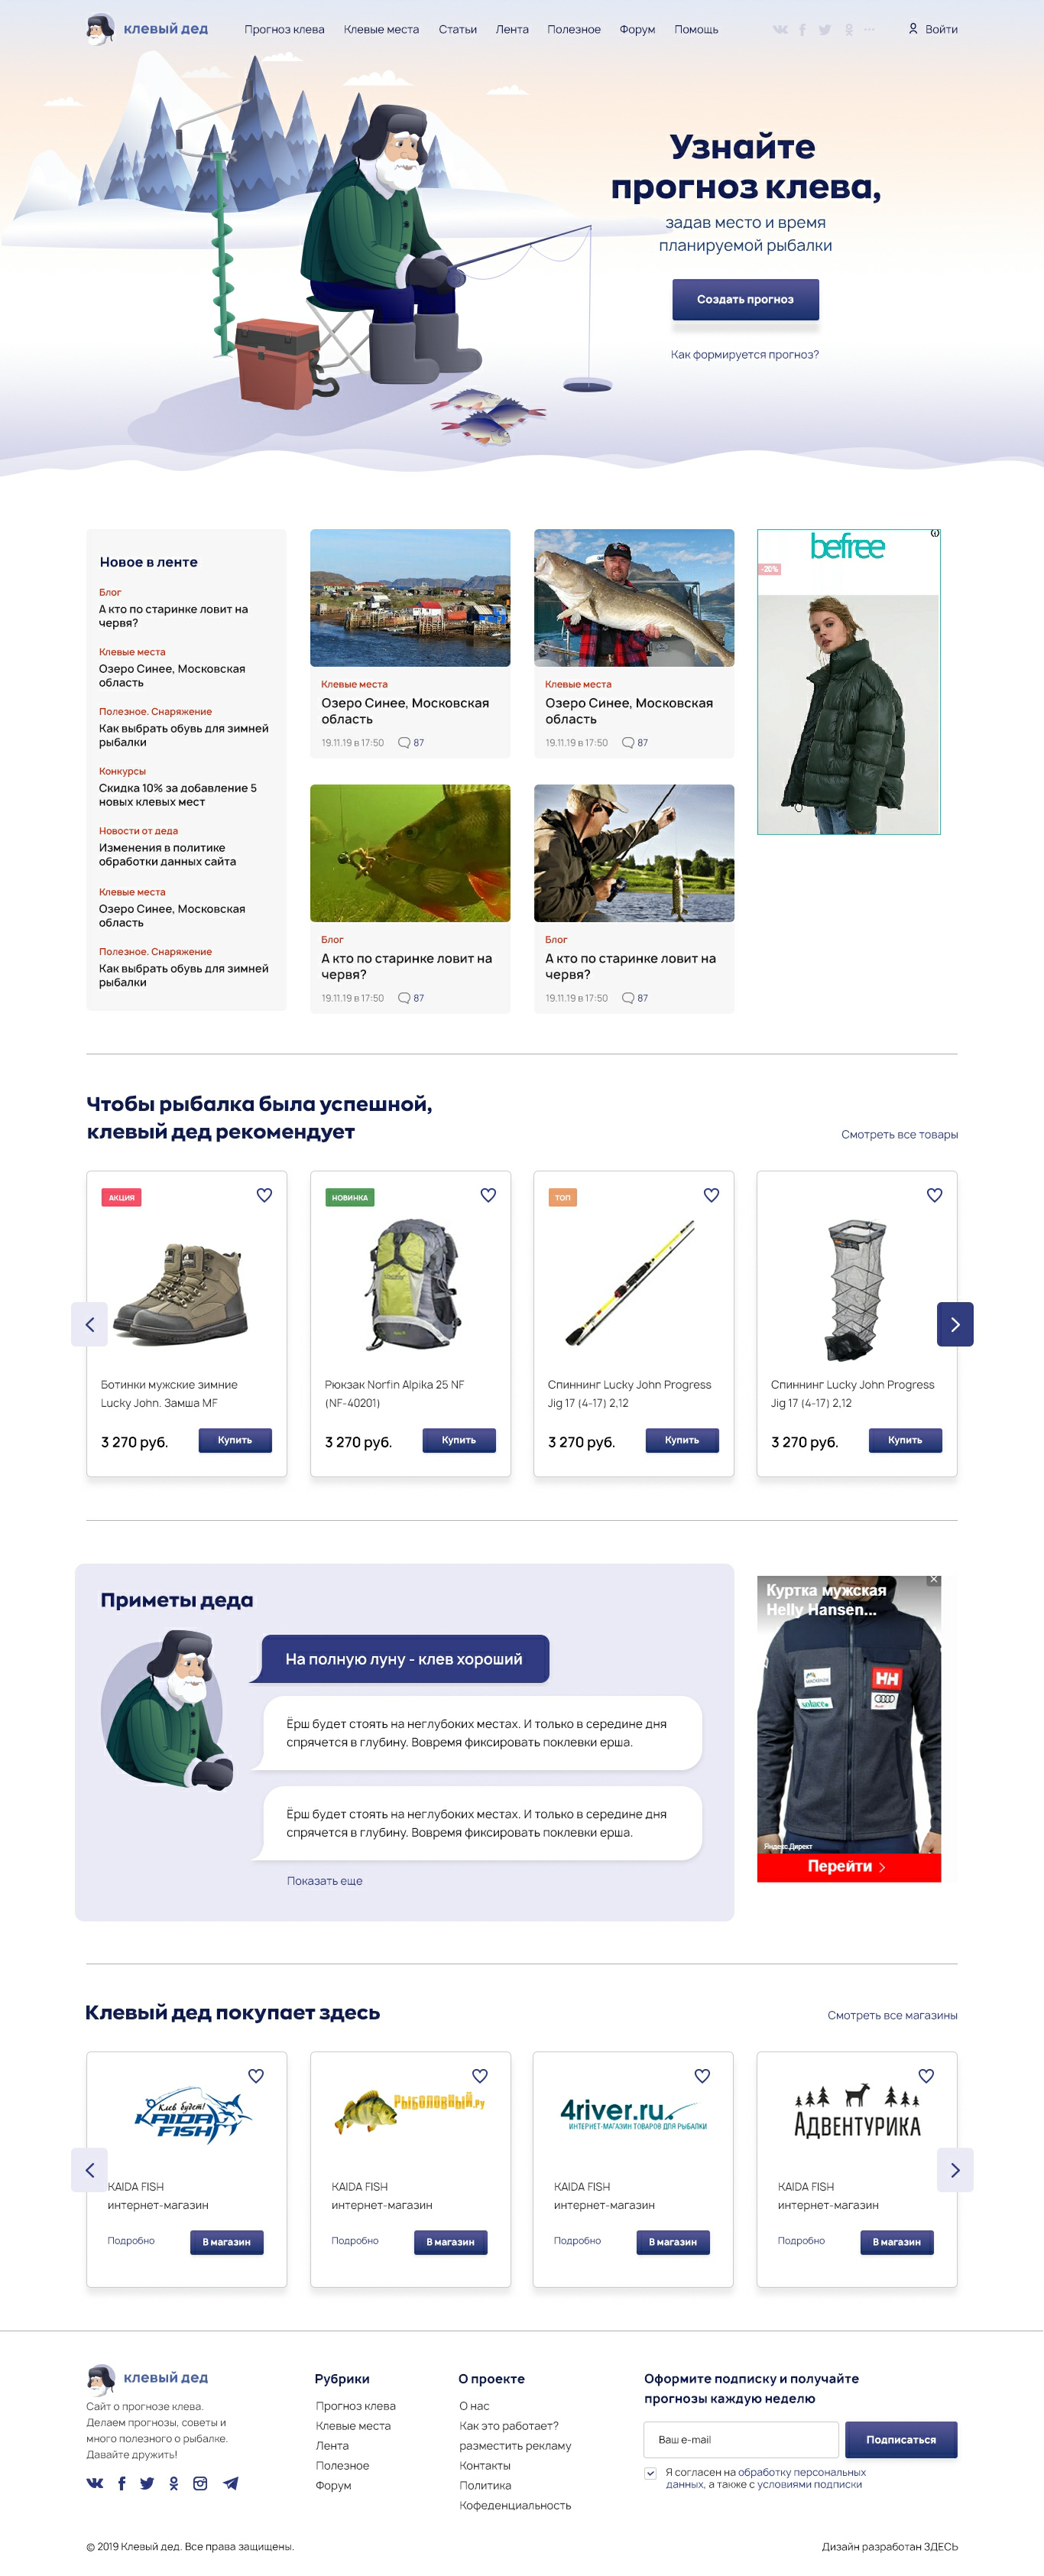 клевый дед
Прогноз клева
Клевые места
Статьи
Лента
Полезное
Форум
Помощь
Войти
Узнайте
прогноз клева,
задав место и время
планируемой рыбалки
Создать прогноз
Как формируется прогноз?
Новое в ленте
Блог
А кто по старинке ловит на
червя?
Клевые места
Озеро Синее, Московская
область
Полезное. Снаряжение
Как выбрать обувь для зимней
рыбалки
Конкурсы
Скидка 10% за добавление 5
новых клевых мест
Новости от деда
Изменения в политике
обработки данных сайта
Клевые места
Озеро Синее, Московская
область
Полезное. Снаряжение
Как выбрать обувь для зимней
рыбалки
Клевые места
Озеро Синее, Московская
область
19.11.19 в 17:50
87
Клевые места
Озеро Синее, Московская
область
19.11.19 в 17:50
87
Блог
А кто по старинке ловит на
червя?
19.11.19 в 17:50
87
Блог
А кто по старинке ловит на
червя?
19.11.19 в 17:50
87
befree
-20%
Чтобы рыбалка была успешной,
клевый дед рекомендует
Смотреть все товары
АКЦИЯ
Ботинки мужские зимние
Lucky John. Замша MF
3 270 руб.
Купить
НОВИНКА
Рюкзак Norfin Alpika 25 NF
(NF-40201)
3 270 руб.
Купить
ТОП
Спиннинг Lucky John Progress
Jig 17 (4-17) 2,12
3 270 руб.
Купить
Спиннинг Lucky John Progress
Jig 17 (4-17) 2,12
3 270 руб.
Купить
Приметы деда
На полную луну - клев хороший
Ёрш будет стоять на неглубоких местах. И только в середине дня
спрячется в глубину. Вовремя фиксировать поклевки ерша.
Ёрш будет стоять на неглубоких местах. И только в середине дня
спрячется в глубину. Вовремя фиксировать поклевки ерша.
Показать еще
Куртка мужская
Helly Hansen...
HH
solace
Audi
Яндекс.Директ
Перейти
Клевый дед покупает здесь
Смотреть все магазины
Клев будет!
KAIDA
FISH
KAIDA FISH
интернет-магазин
Подробно
В магазин
РЫБОЛОВНЫЙ.РУ
KAIDA FISH
интернет-магазин
Подробно
В магазин
4river.ru
ИНТЕРНЕТ-МАГАЗИН ТОВАРОВ ДЛЯ РЫБАЛКИ
KAIDA FISH
интернет-магазин
Подробно
В магазин
АДВЕНТУРИКА
KAIDA FISH
интернет-магазин
Подробно
В магазин
клевый дед
Сайт о прогнозе клева.
Делаем прогнозы, советы и
много полезного о рыбалке.
Давайте дружить!
Рубрики
Прогноз клева
Клевые места
Лента
Полезное
Форум
О проекте
О нас
Как это работает?
разместить рекламу
Контакты
Политика
Кофеденциальность
Оформите подписку и получайте
прогнозы каждую неделю
Ваш e-mail
Подписаться
Я согласен на обработку персональных
данных, а также с условиями подписки
© 2019 Клевый дед. Все права защищены.
Дизайн разработан ЗДЕСЬ